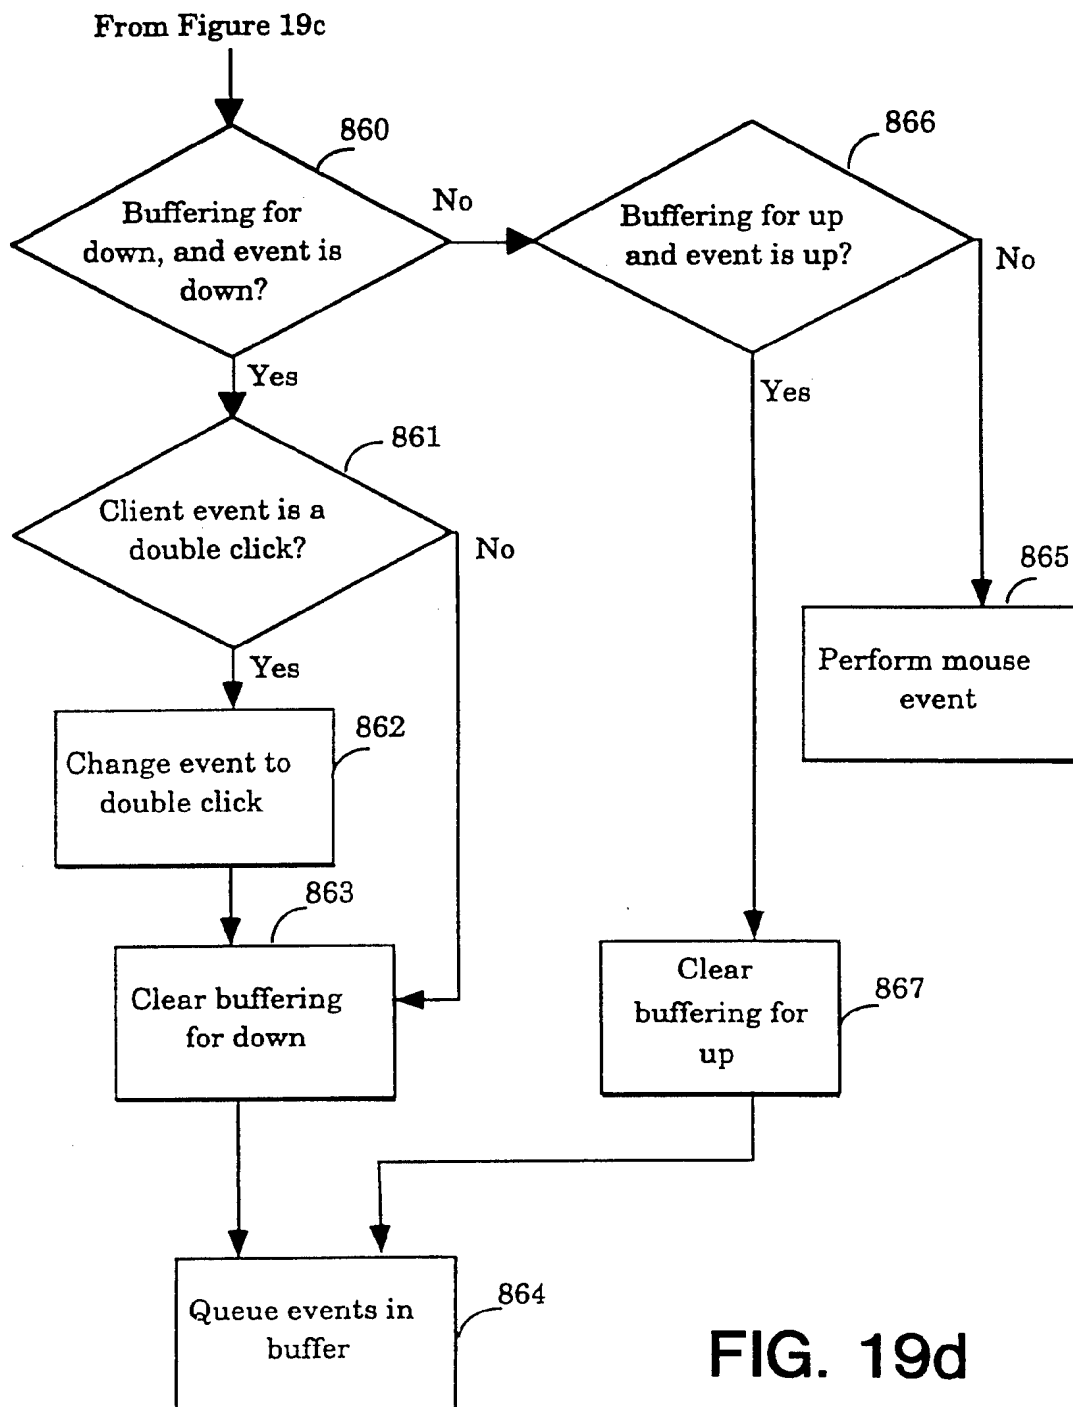 From Figure 19c
860
Buffering for
down, and event is
down?
No
866
Buffering for up
and event is up?
No
Yes
861
Client event is a
double click?
No
Yes
Yes
862
Change event to
double click
865
Perform mouse
event
863
Clear buffering
for down
Clear
buffering for
up
867
Queue events in
buffer
864
FIG. 19d